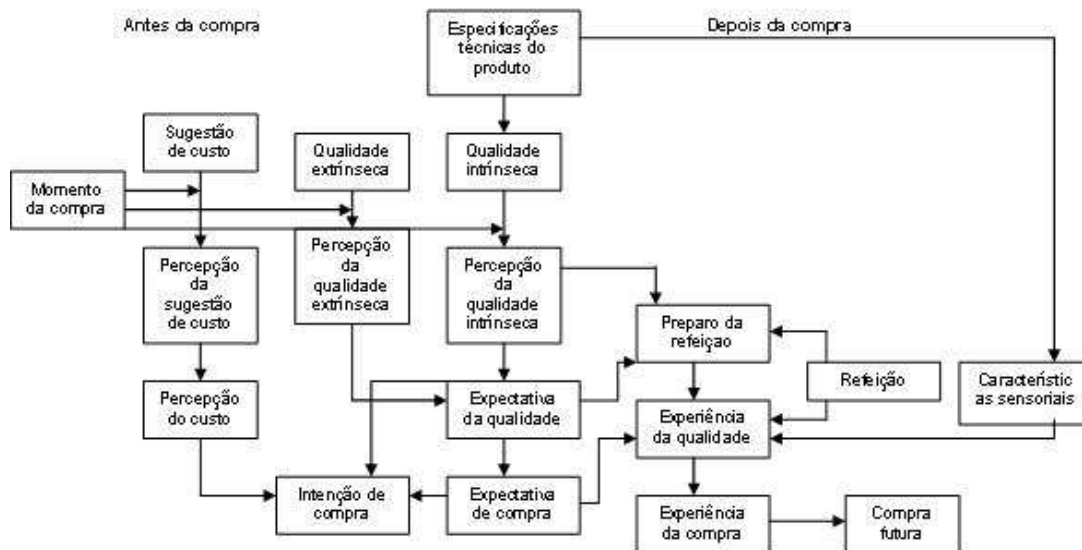 Antes da compra
Especificações
técnicas do
produto
Depois da compra
Sugestão
de custo
Qualidade
extrínseca
Qualidade
intrínseca
Momento
da compra
Percepção
da
sugestão
de custo
Percepção
da
qualidade
extrínseca
Percepção
da
qualidade
intrínseca
Preparo da
refeiçao
Refeição
Característic
as sensoriais
Percepção
do custo
Expectativa
da qualidade
Experiência
da qualidade
Intenção de
compra
Expectativa
de compra
Experiência
da compra
Compra
futura